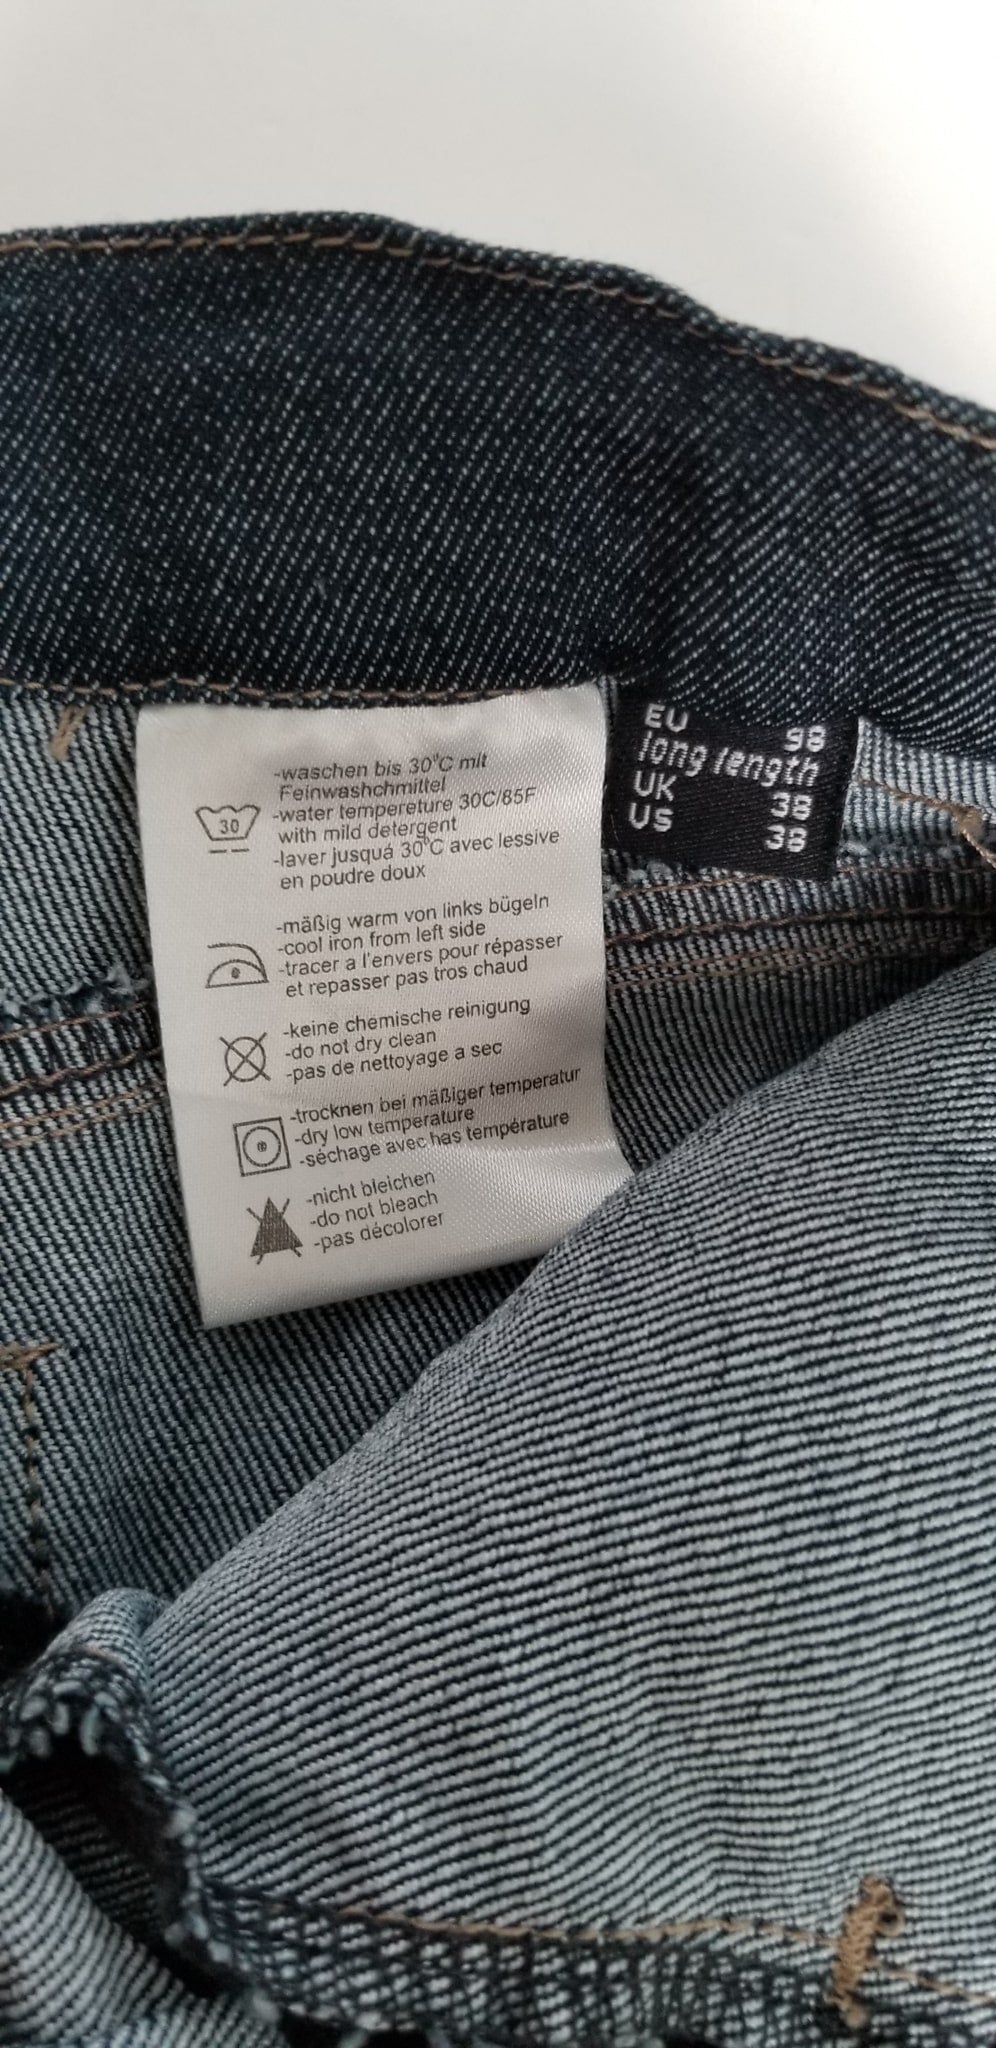 -waschen bis 30°C mit
Feinwashchmittel
-water tempereture 30C/85F
with mild detergent
-laver jusquá 30°C avec lessive
en poudre doux
30
-mäßig warm von links bügeln
-cool iron from left side
-tracer a l'envers pour répasser
et repasser pas tros chaud
-keine chemische reinigung
-do not dry clean
-pas de nettoyage a sec
-trocknen bei mäßiger temperatur
-dry low temperature
-séchage avec has température
-nicht bleichen
-do not bleach
-pas décolorer
EU 98
long length
UK 38
US 38